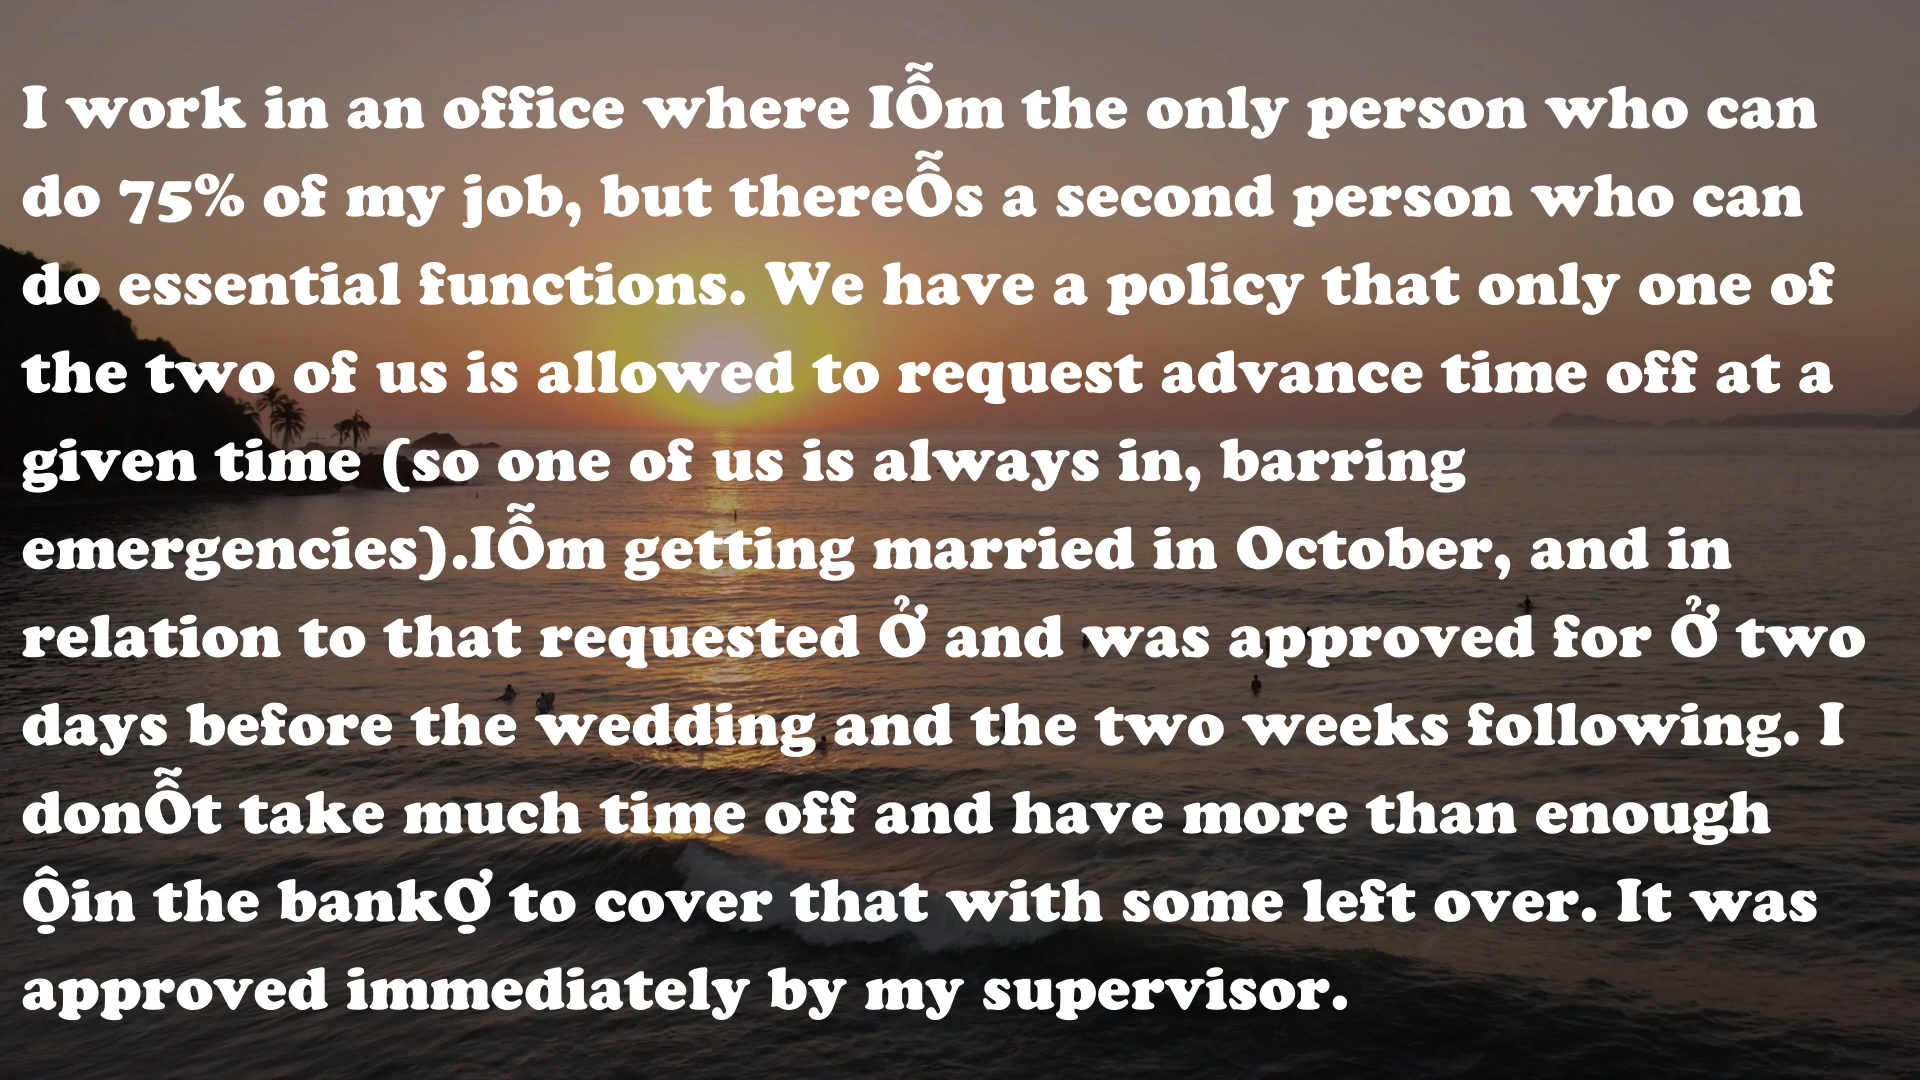 I work in an office where IỖm the only person who can
do 75% of my job, but thereỖs a second person who can
do essential functions. We have a policy that only one of
the two of us is allowed to request advance time off at a
given time (so one of us is always in, barring
emergencies).IỖm getting married in October, and in
relation to that requested Ở and was approved for Ở two
days before the wedding and the two weeks following. I
donỖt take much time off and have more than enough
Ộin the bankỢ to cover that with some left over. It was
approved immediately by my supervisor.